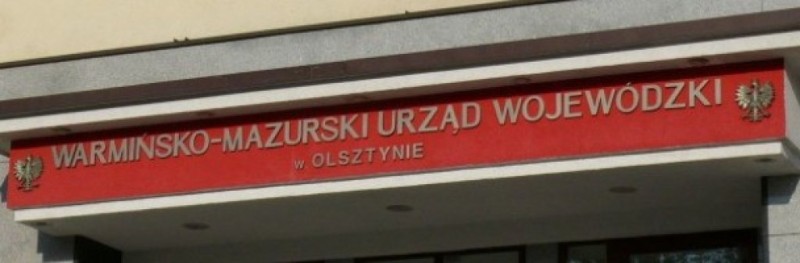 WARMIŃSKO-MAZURSKI URZĄD WOJEWÓDZKI
w. OLSZTYNIE